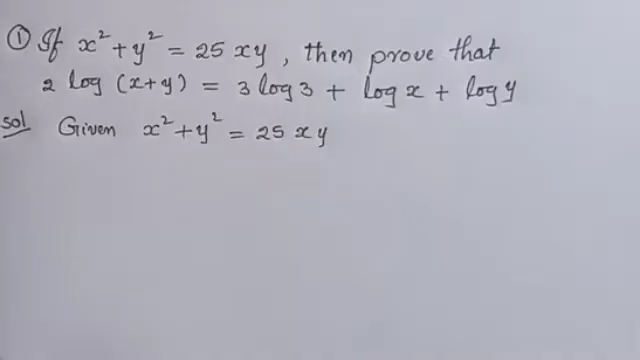 ① If x² + y² = 25 xy , then prove that
2 log (x+y) = 3 log 3 + log x + log y
Sol Given x² + y² = 25 xy